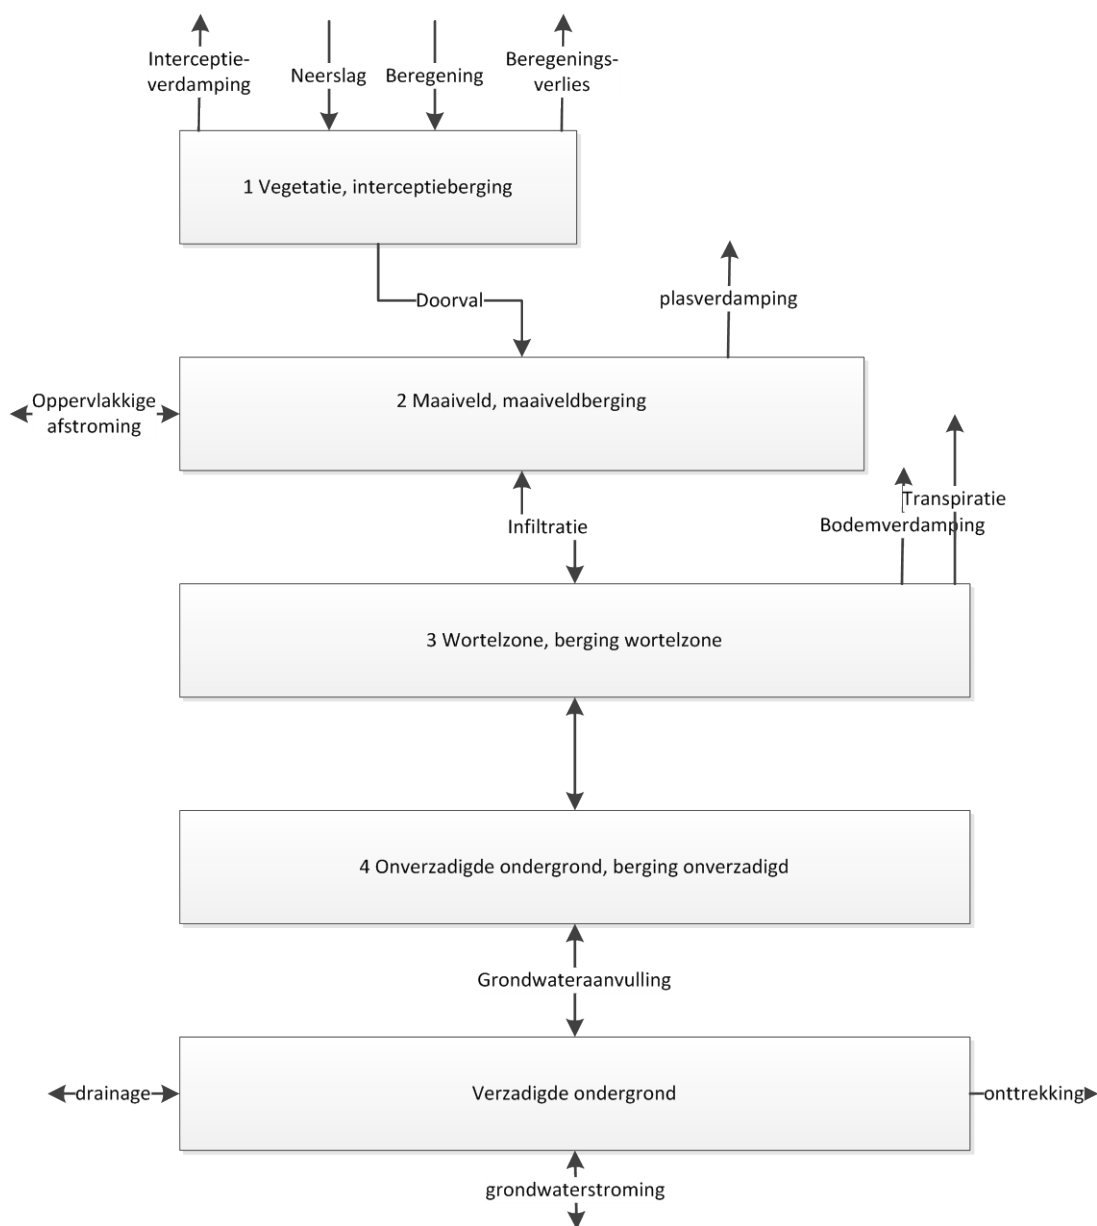 Interceptie-
verdamping
Neerslag
Beregening
Beregenings-
verlies
1 Vegetatie, interceptieberging
Doorval
plasverdamping
Oppervlakkige
afstroming
2 Maaiveld, maaiveldberging
Infiltratie
Transpiratie
Bodemverdamping
3 Wortelzone, berging wortelzone
4 Onverzadigde ondergrond, berging onverzadigd
Grondwateraanvulling
drainage
Verzadigde ondergrond
onttrekking
grondwaterstroming